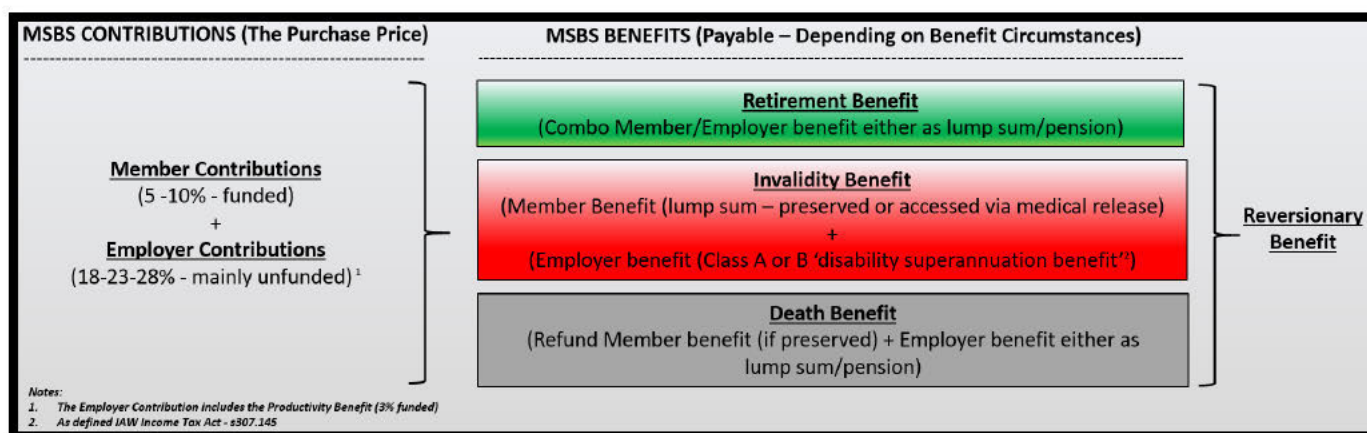 MSBS CONTRIBUTIONS (The Purchase Price)
MSBS BENEFITS (Payable – Depending on Benefit Circumstances)
Member Contributions
(5 -10% - funded)
+
Employer Contributions
(18-23-28% - mainly unfunded) 1
Retirement Benefit
(Combo Member/Employer benefit either as lump sum/pension)
Invalidity Benefit
(Member Benefit (lump sum – preserved or accessed via medical release)
+
(Employer benefit (Class A or B ‘disability superannuation benefit’2)
Death Benefit
(Refund Member benefit (if preserved) + Employer benefit either as
lump sum/pension)
Reversionary
Benefit
Notes:
1. The Employer Contribution includes the Productivity Benefit (3% funded)
2. As defined IAW Income Tax Act - s307.145